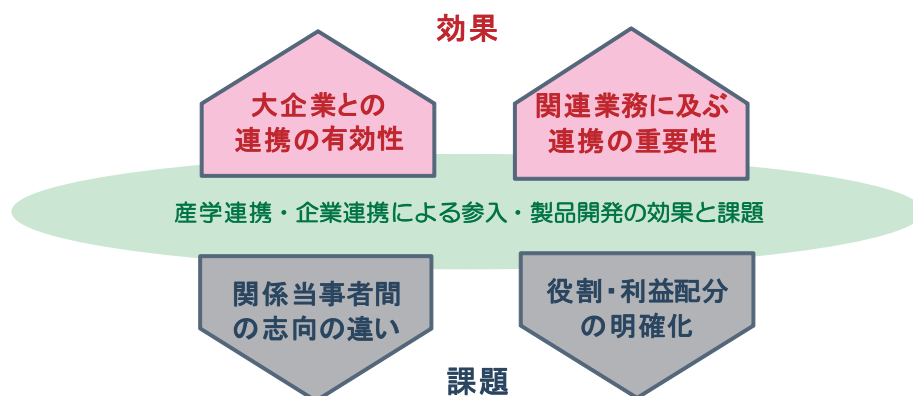 効果
大企業との
連携の有効性
関連業務に及ぶ
連携の重要性
産学連携・企業連携による参入・製品開発の効果と課題
関係当事者間
の志向の違い
役割・利益配分
の明確化
課題